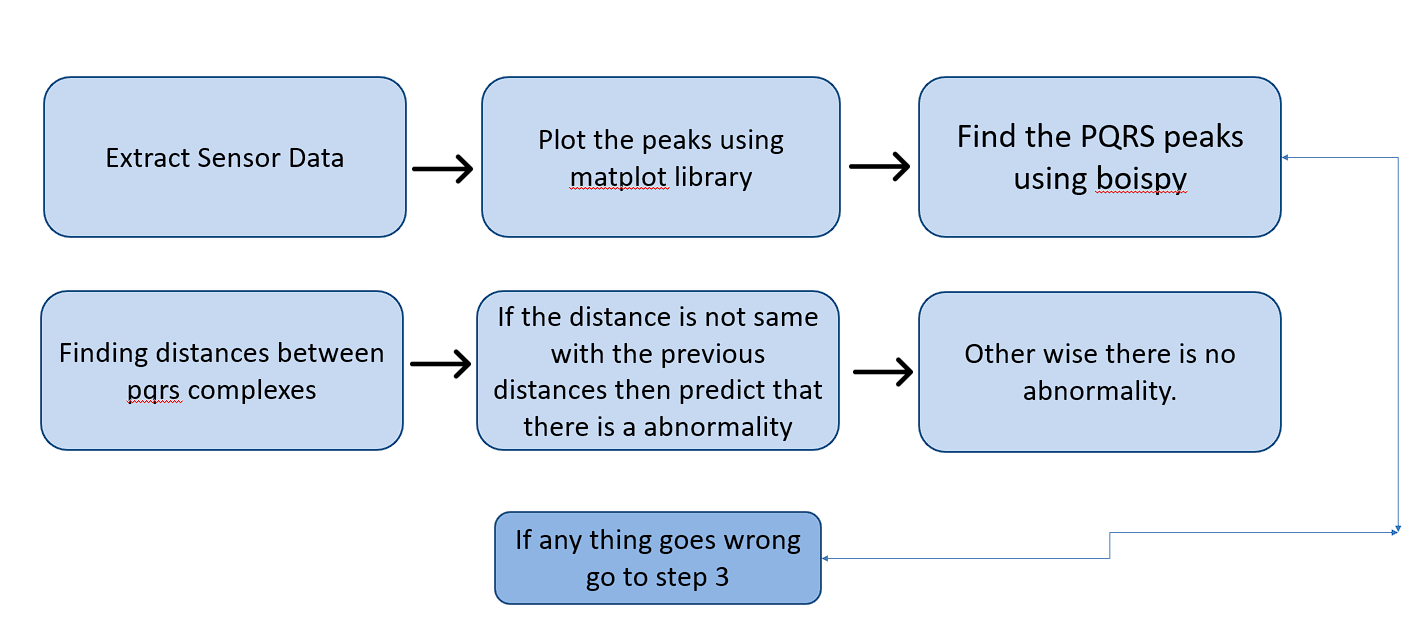 Extract Sensor Data
Plot the peaks using
matplot library
Find the PQRS peaks
using boispy
Finding distances between
pqrs complexes
If the distance is not same
with the previous
distances then predict that
there is a abnormality
Other wise there is no
abnormality.
If any thing goes wrong
go to step 3